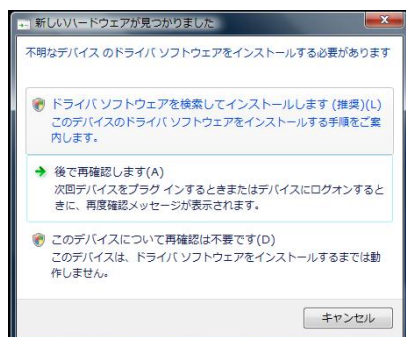 新しいハードウェアが見つかりました
不明なデバイス のドライバ ソフトウェアをインストールする必要があります
ドライバ ソフトウェアを検索してインストールします (推奨)(L)
このデバイスのドライバ ソフトウェアをインストールする手順をご案
内します。
後で再確認します(A)
次回デバイスをプラグ インするときまたはデバイスにログオンすると
きに、再度確認メッセージが表示されます。
このデバイスについて再確認は不要です(D)
このデバイスは、ドライバ ソフトウェアをインストールするまでは動
作しません。
キャンセル